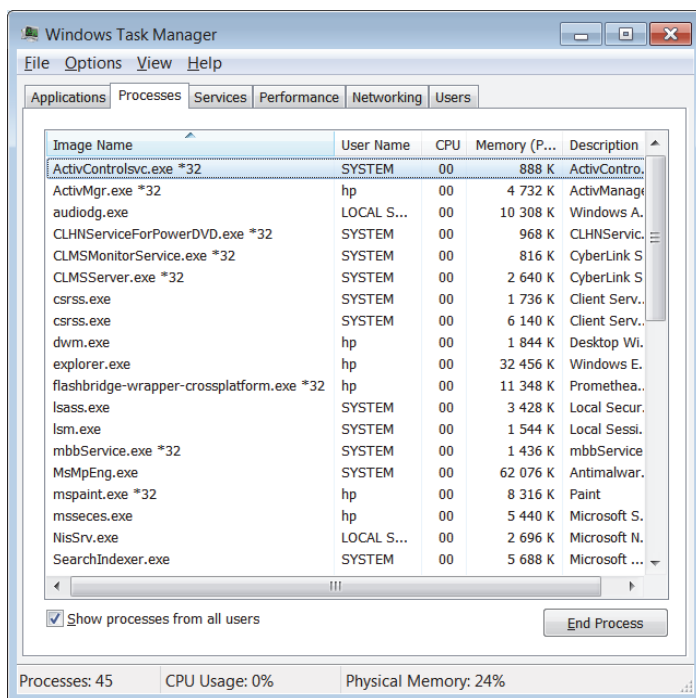 Windows Task Manager
File Options View Help
Applications Processes Services Performance Networking Users
Image Name User Name CPU Memory (P... Description
ActivControlsvc.exe *32 SYSTEM 00 888 K ActivContro.
ActivMgr.exe *32 hp 00 4 732 K ActivManage
audiodg.exe LOCAL S... 00 10 308 K Windows A.
CLHNServiceForPowerDVD.exe *32 SYSTEM 00 968 K CLHNServic.
CLMSMonitorService.exe *32 SYSTEM 00 816 K CyberLink S
CLMSServer.exe *32 SYSTEM 00 2 640 K CyberLink S
csrss.exe SYSTEM 00 1 736 K Client Serv..
csrss.exe SYSTEM 00 6 140 K Client Serv..
dwm.exe hp 00 1 844 K Desktop Wi.
explorer.exe hp 00 32 456 K Windows E.
flashbridge-wrapper-crossplatform.exe *32 hp 00 11 348 K Promethea..
lsass.exe SYSTEM 00 3 428 K Local Secur.
lsm.exe SYSTEM 00 1 544 K Local Sessi.
mbbService.exe *32 SYSTEM 00 1 436 K mbbService
MsMpEng.exe SYSTEM 00 62 076 K Antimalwar.
mspaint.exe *32 hp 00 8 316 K Paint
msseces.exe hp 00 5 440 K Microsoft S.
NisSrv.exe LOCAL S... 00 2 696 K Microsoft N.
SearchIndexer.exe SYSTEM 00 5 688 K Microsoft ...
Show processes from all users End Process
Processes: 45 CPU Usage: 0% Physical Memory: 24%